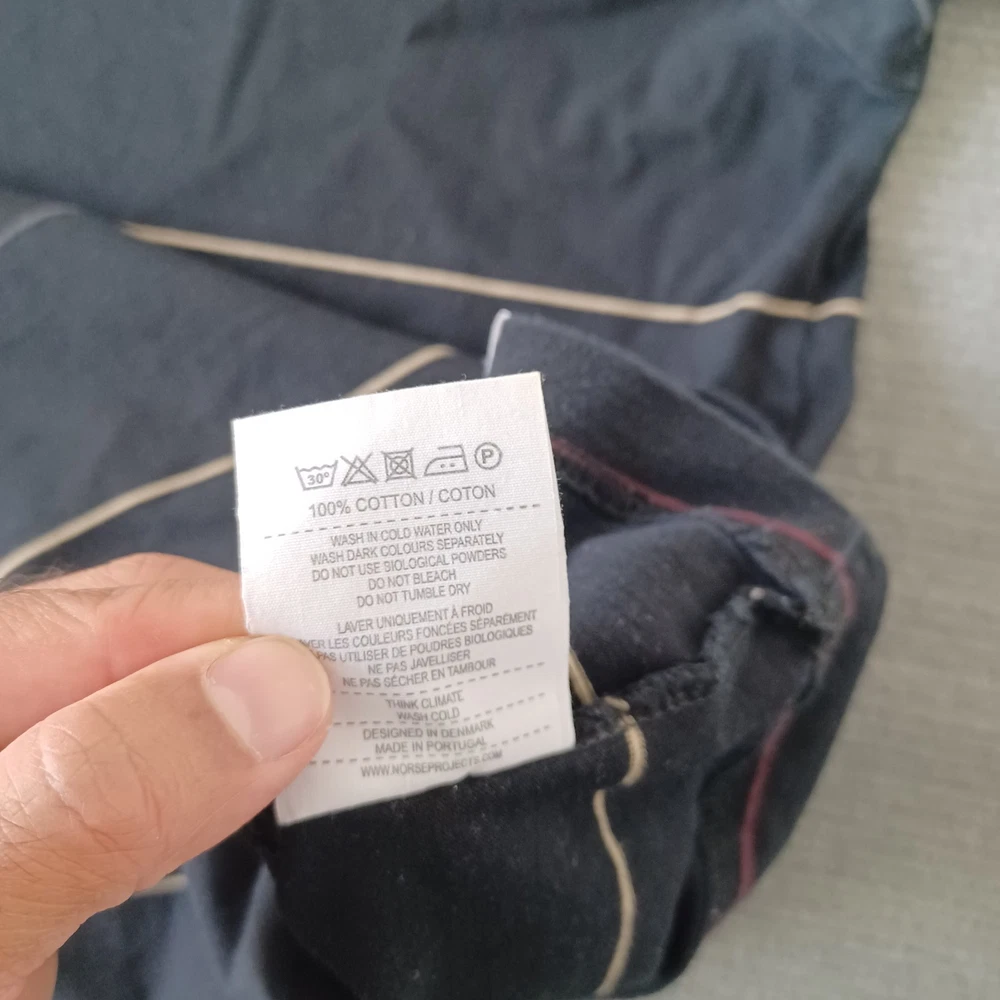 30°
P
100% COTTON / COTON
WASH IN COLD WATER ONLY
WASH DARK COLOURS SEPARATELY
DO NOT USE BIOLOGICAL POWDERS
DO NOT BLEACH
DO NOT TUMBLE DRY
LAVER UNIQUEMENT À FROID
LES COULEURS FONCÉES SÉPARÉMENT
PAS UTILISER DE POUDRES BIOLOGIQUES
NE PAS JAVELLISER
NE PAS SÉCHER EN TAMBOUR
THINK CLIMATE
WASH COLD
DESIGNED IN DENMARK
MADE IN PORTUGAL
WWW.NORSEPROJECTS.COM